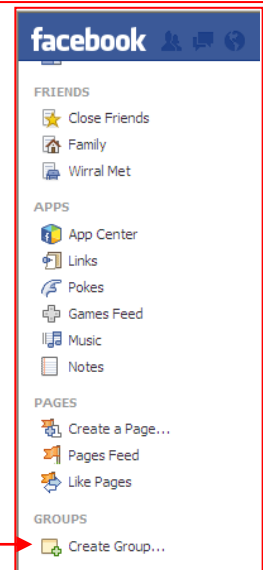 facebook
FRIENDS
Close Friends
Family
Wirral Met
APPS
App Center
Links
Pokes
Games Feed
Music
Notes
PAGES
Create a Page...
Pages Feed
Like Pages
GROUPS
Create Group...